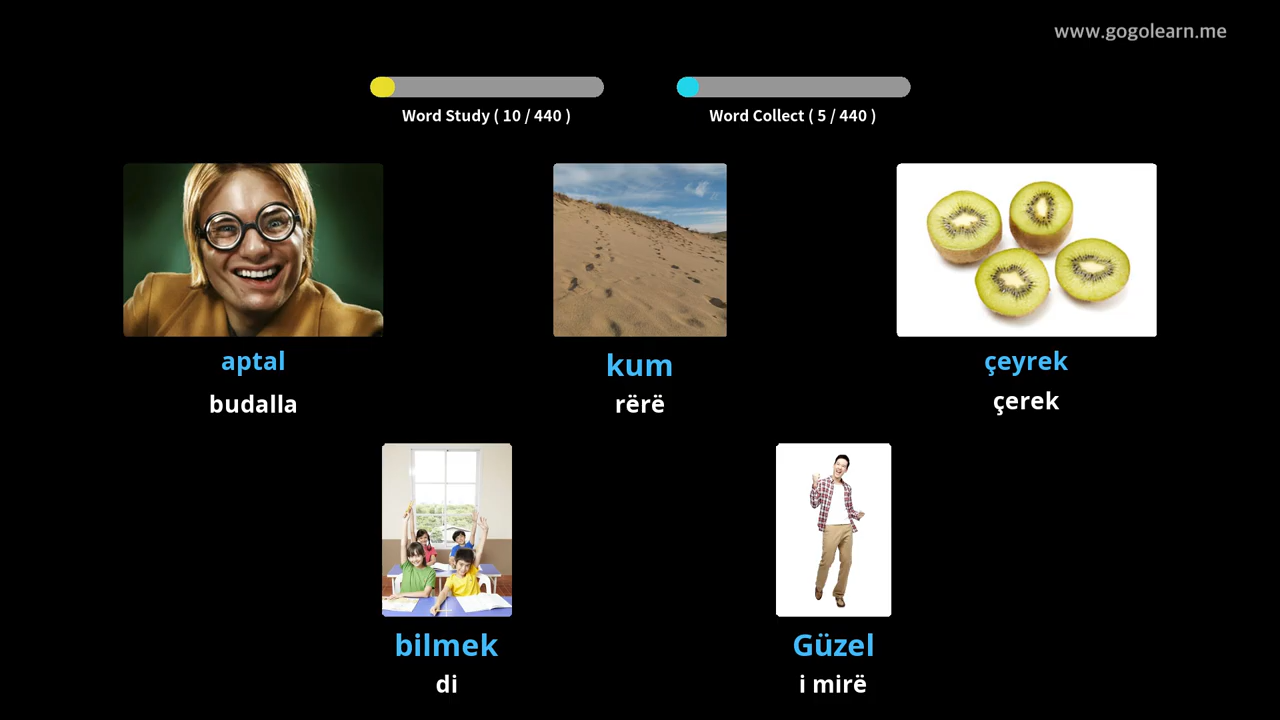 www.gogolearn.me
Word Study ( 10 / 440 )
Word Collect ( 5 / 440 )
aptal
budalla
kum
rërë
çeyrek
çerek
bilmek
di
Güzel
i mirë